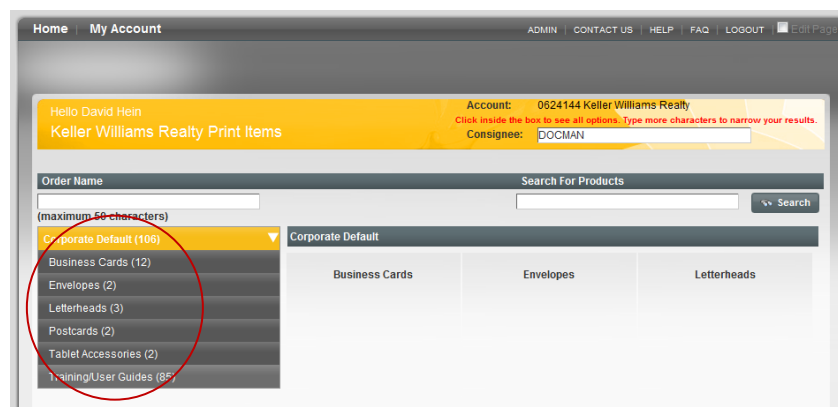 Home | My Account
ADMIN | CONTACT US | HELP | FAQ | LOGOUT | Edit Page
Hello David Hein
Keller Williams Realty Print Items
Account: 0624144 Keller Williams Realty
Click inside the box to see all options. Type more characters to narrow your results.
Consignee: DOCMAN
Order Name
Search For Products
Search
(maximum 50 characters)
Corporate Default (106)
Business Cards (12)
Envelopes (2)
Letterheads (3)
Postcards (2)
Tablet Accessories (2)
Training/User Guides (85)
Corporate Default
Business Cards
Envelopes
Letterheads